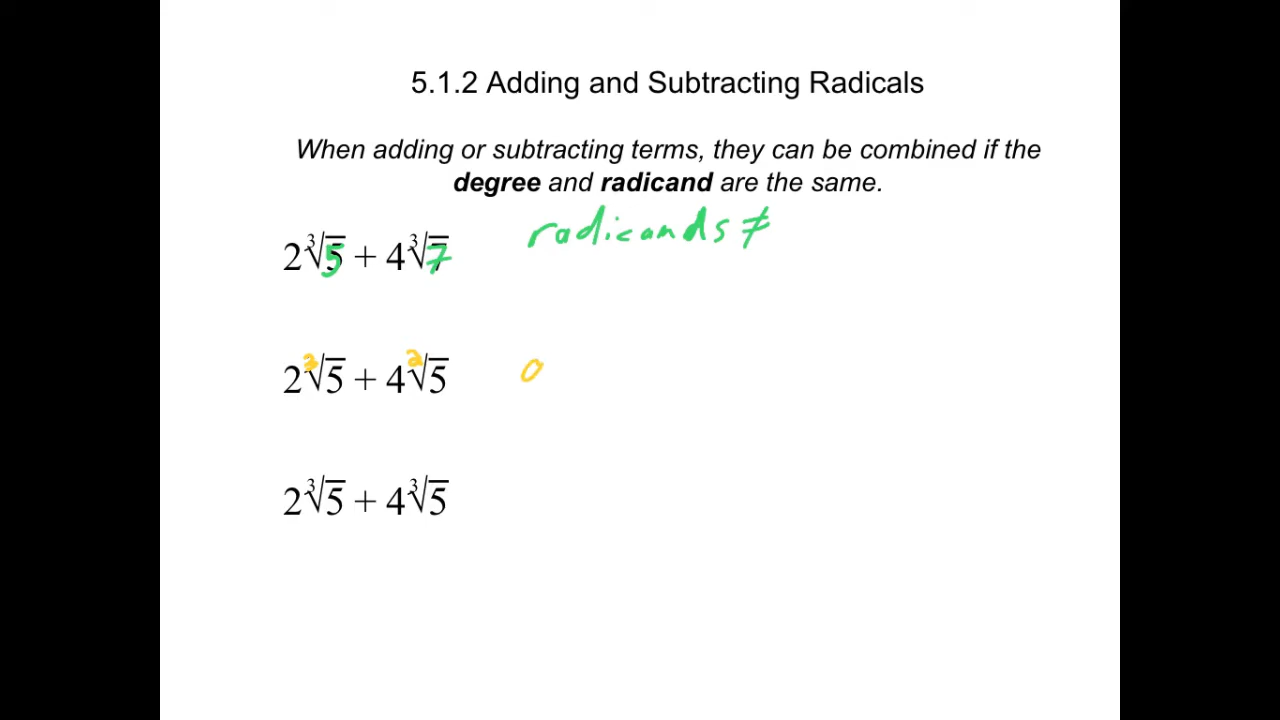 5.1.2 Adding and Subtracting Radicals
When adding or subtracting terms, they can be combined if the
degree and radicand are the same.
2∛5 + 4∛7 radicands ≠
2∛5 + 4²√5
2∛5 + 4∛5